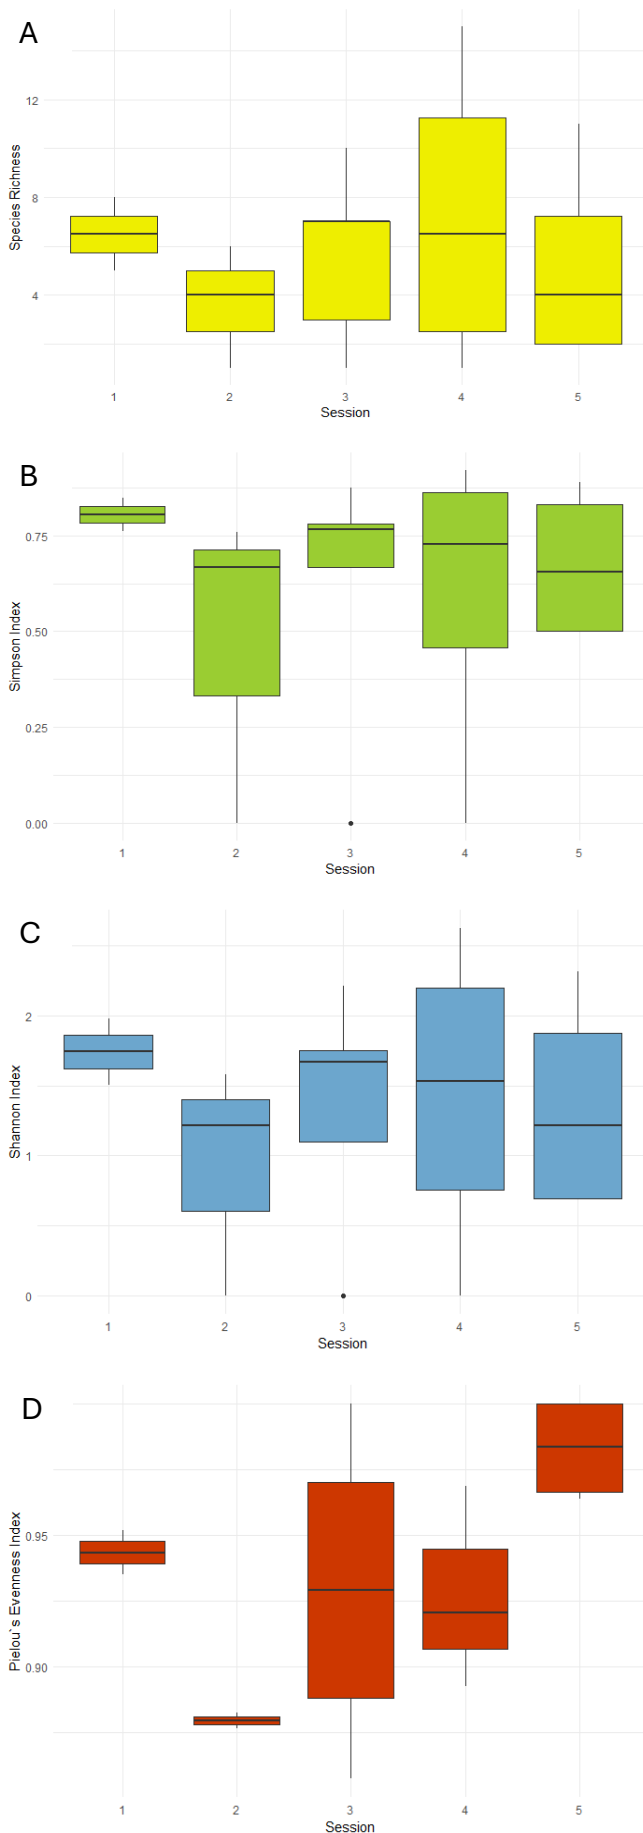 A
Species Richness
12
8
4
1 2 3 4 5
Session
B
Simpson Index
0.75
0.50
0.25
0.00
1 2 3 4 5
Session
C
Shannon Index
2
1
0
1 2 3 4 5
Session
D
Pielou`s Evenness Index
0.95
0.90
1 2 3 4 5
Session